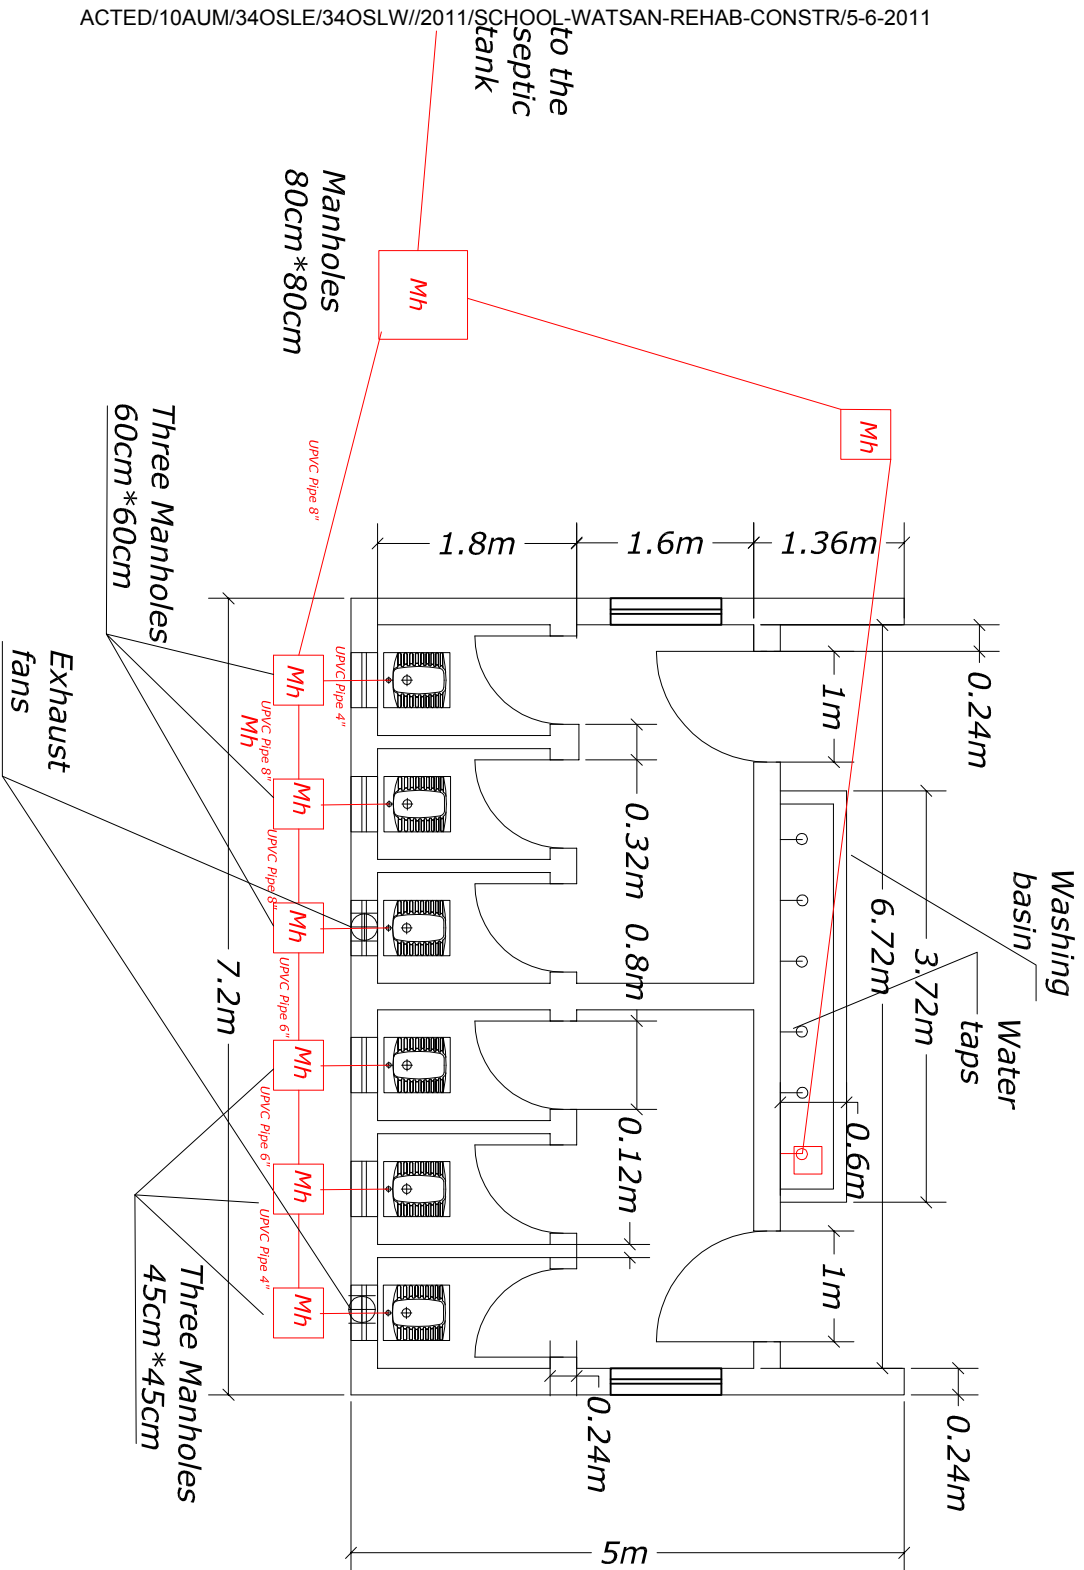 ACTED/10AUM/34OSLE/34OSLW//2011/SCHOOL-WATSAN-REHAB-CONSTR/5-6-2011
to the
septic
tank
Manholes
80cm*80cm
Mh
Mh
UPVC Pipe 8"
Three Manholes
60cm*60cm
1.8m
1.6m
1.36m
Exhaust
fans
Mh
UPVC Pipe 4"
UPVC Pipe 8"
Mh
Mh
UPVC Pipe 8"
Mh
UPVC Pipe 6"
Mh
UPVC Pipe 6"
Mh
UPVC Pipe 4"
Mh
Three Manholes
45cm*45cm
7.2m
1m
0.24m
0.32m
0.8m
0.12m
6.72m
3.72m
Washing
basin
Water
taps
0.6m
1m
0.24m
0.24m
5m